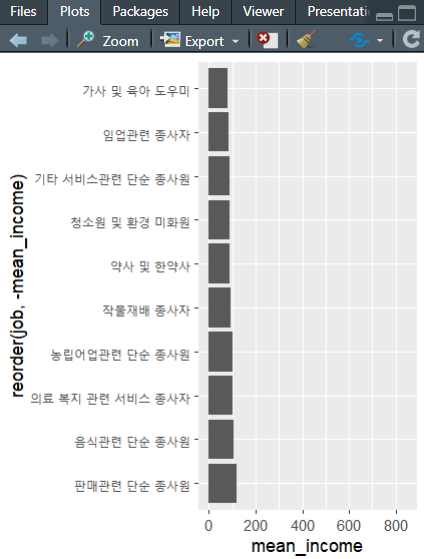 Files Plots Packages Help Viewer Presentati
Zoom Export
가사 및 육아 도우미
임업관련 종사자
기타 서비스관련 단순 종사원
청소원 및 환경 미화원
약사 및 한약사
작물재배 종사자
농림어업관련 단순 종사원
의료 복지 관련 서비스 종사자
음식관련 단순 종사원
판매관련 단순 종사원
reorder(job, -mean_income)
0 200 400 600 800
mean_income